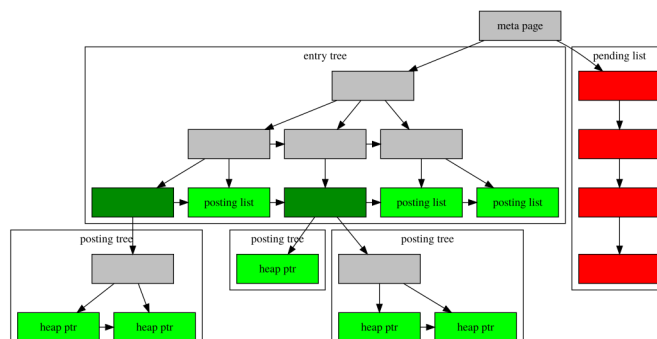 meta page
entry tree
pending list
posting list
posting list
posting list
posting tree
posting tree
posting tree
heap ptr
heap ptr
heap ptr
heap ptr
heap ptr